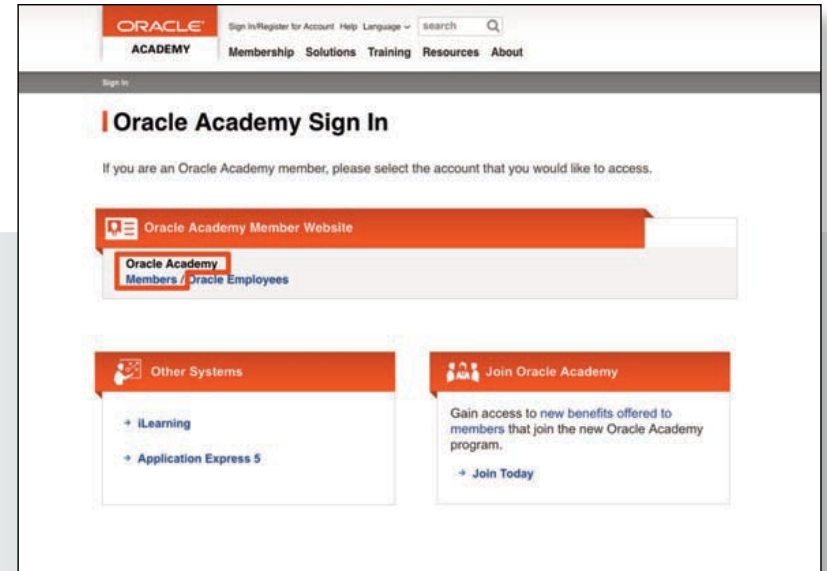 ORACLE
ACADEMY
Sign In/Register for Account Help Language search
Membership Solutions Training Resources About
Sign In
Oracle Academy Sign In
If you are an Oracle Academy member, please select the account that you would like to access.
Oracle Academy Member Website
Oracle Academy
Members / Oracle Employees
Other Systems
iLearning
Application Express 5
Join Oracle Academy
Gain access to new benefits offered to
members that join the new Oracle Academy
program.
Join Today